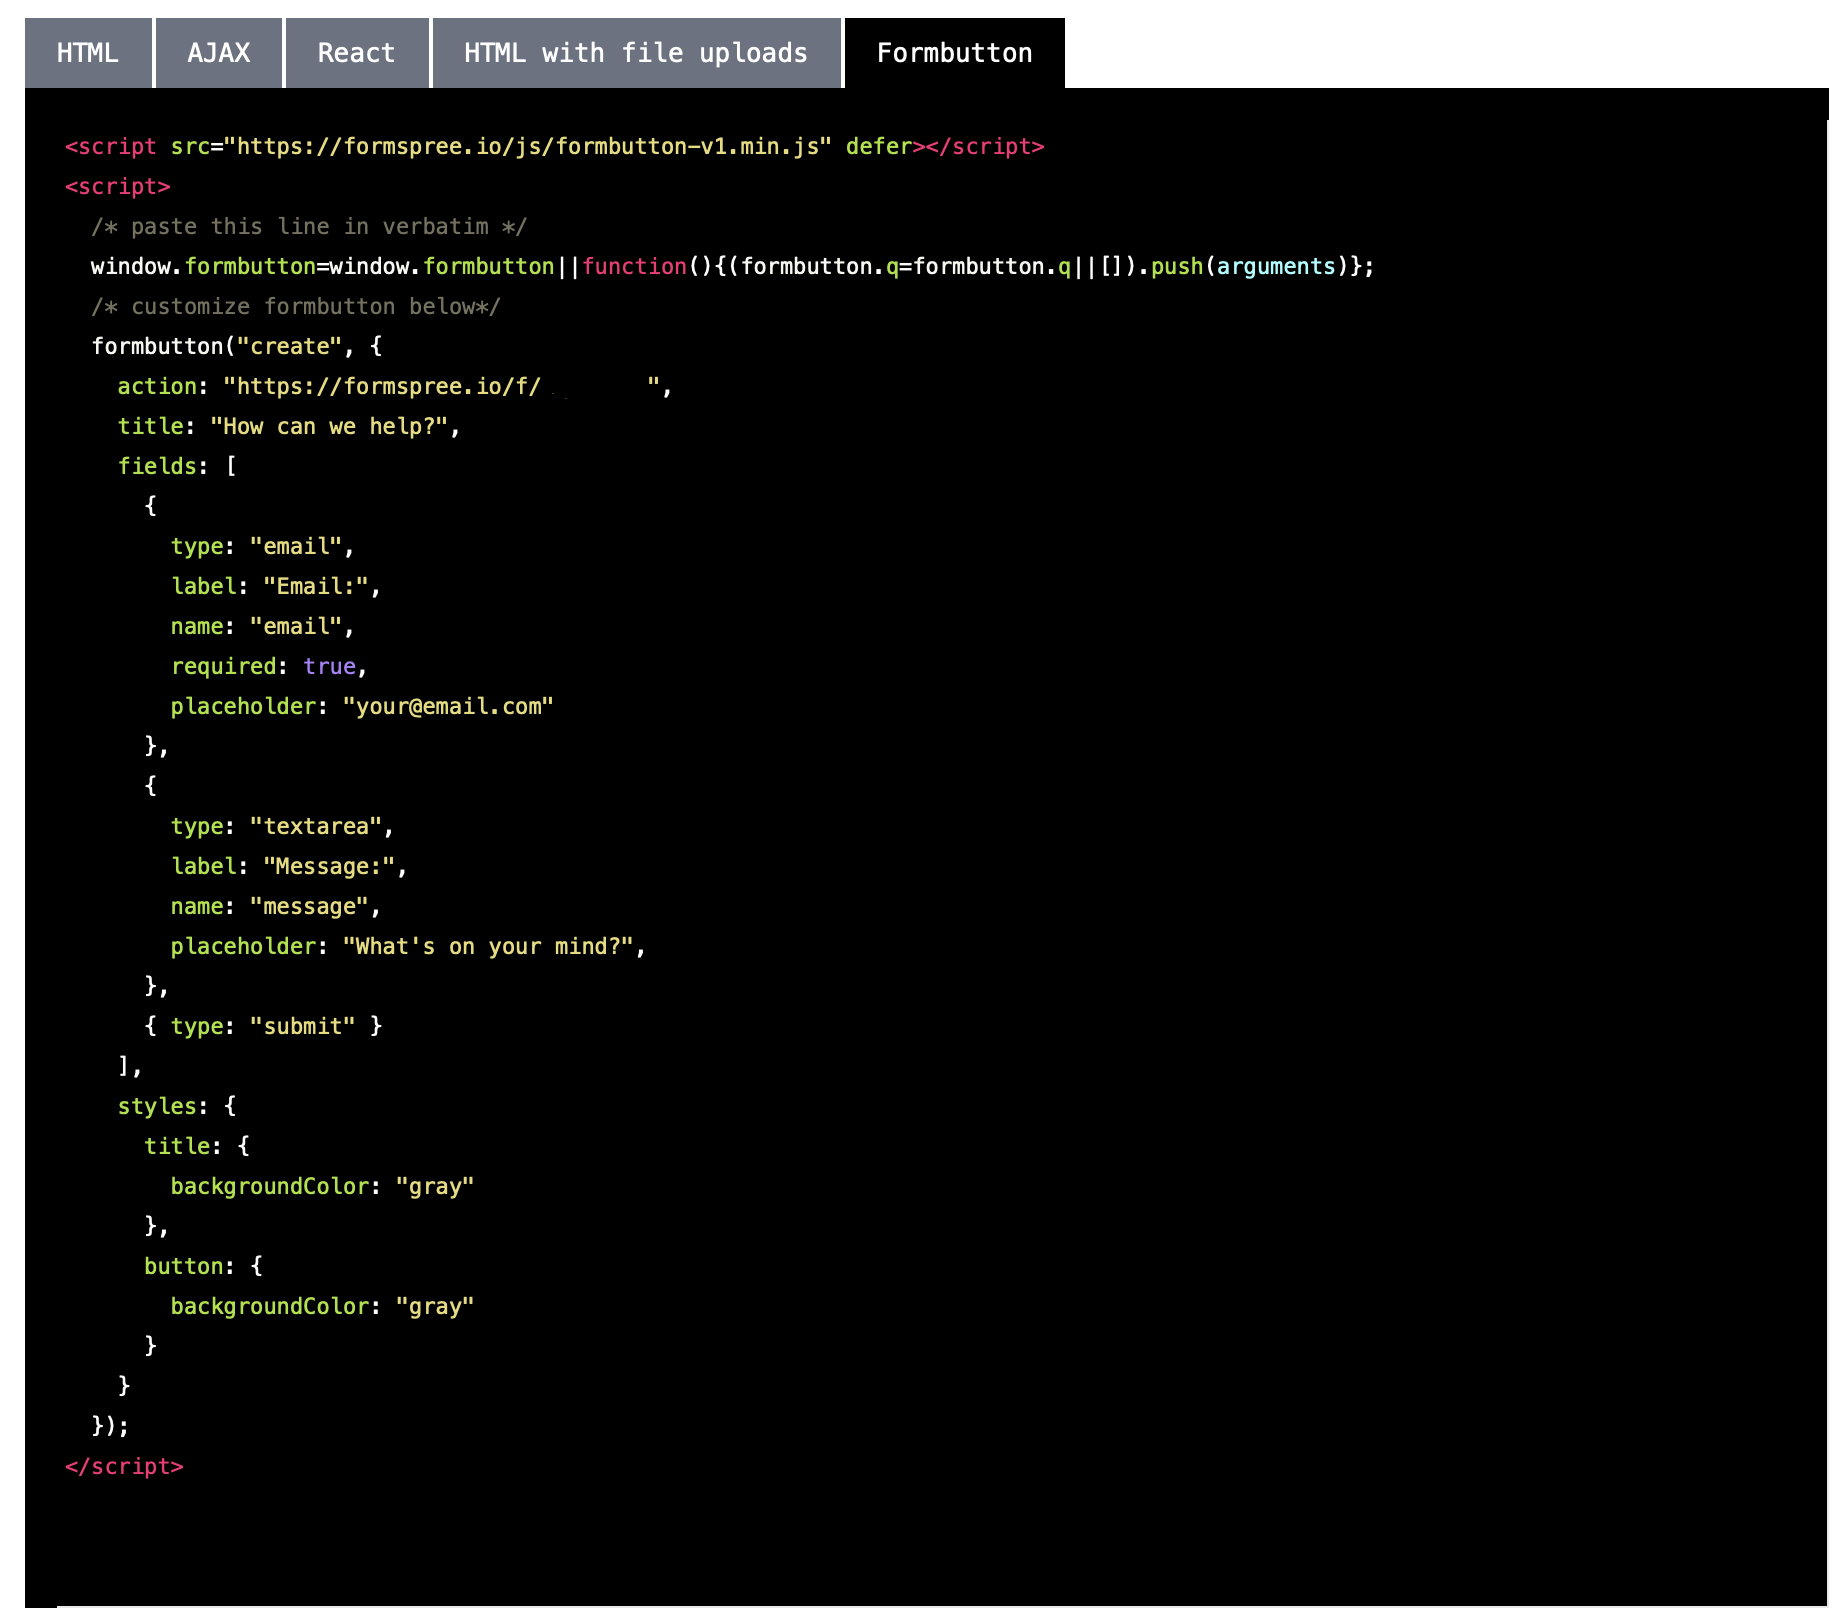 HTML AJAX React HTML with file uploads Formbutton
<script src="https://formspree.io/js/formbutton-v1.min.js" defer></script>
<script>
/* paste this line in verbatim */
window.formbutton=window.formbutton||function(){(formbutton.q=formbutton.q||[]).push(arguments)};
/* customize formbutton below*/
formbutton("create", {
action: "https://formspree.io/f/ ",
title: "How can we help?",
fields: [
{
type: "email",
label: "Email:",
name: "email",
required: true,
placeholder: "your@email.com"
},
{
type: "textarea",
label: "Message:",
name: "message",
placeholder: "What's on your mind?",
},
{ type: "submit" }
],
styles: {
title: {
backgroundColor: "gray"
},
button: {
backgroundColor: "gray"
}
}
});
</script>